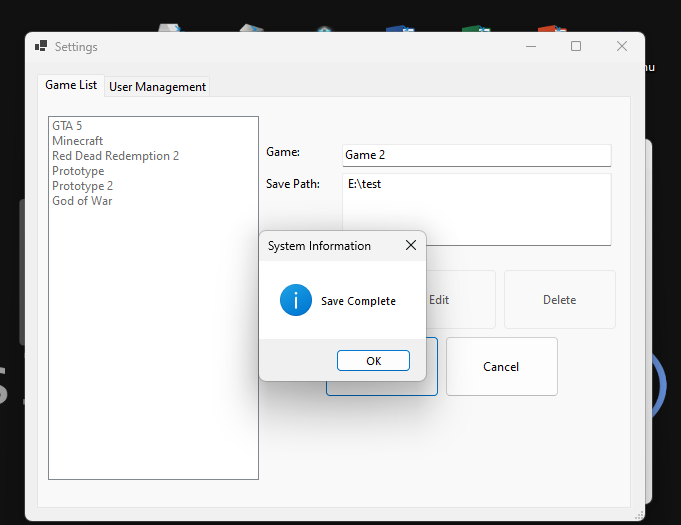 Settings
nu
Game List
User Management
GTA 5
Minecraft
Red Dead Redemption 2
Prototype
Prototype 2
God of War
Game:
Game 2
Save Path:
E:\test
System Information
Save Complete
OK
Edit
Delete
Cancel